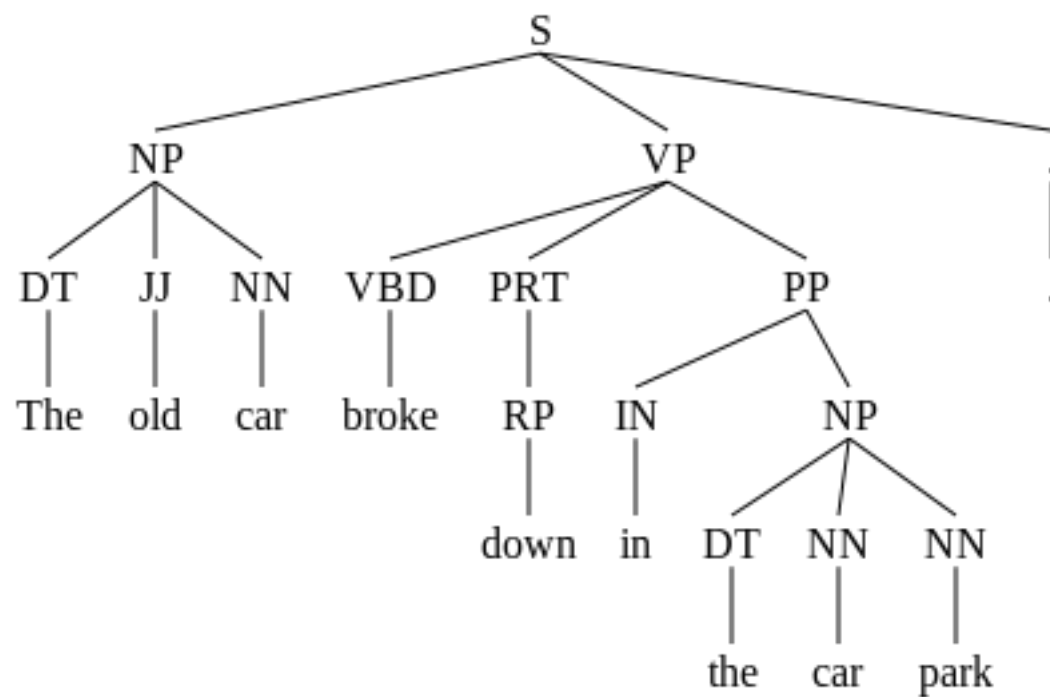 S
NP VP
DT JJ NN VBD PRT PP
The old car broke RP IN NP
down in DT NN NN
the car park